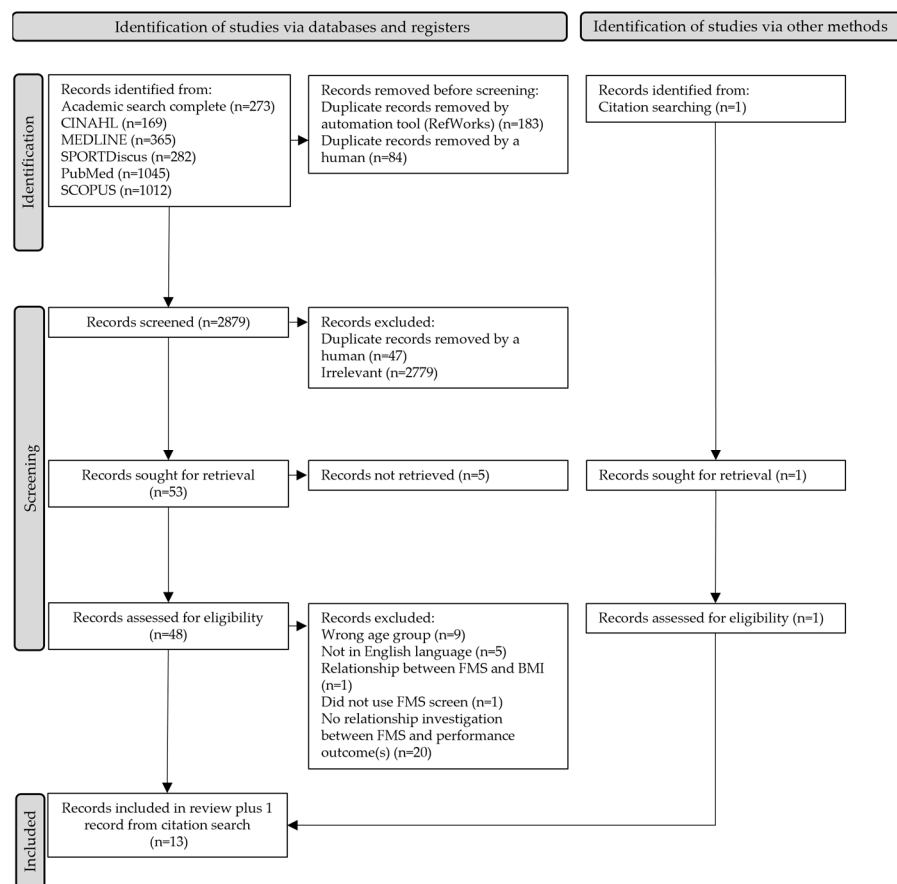 Identification of studies via databases and registers
Identification of studies via other methods
Identification
Records identified from:
Academic search complete (n=273)
CINAHL (n=169)
MEDLINE (n=365)
SPORTDiscus (n=282)
PubMed (n=1045)
SCOPUS (n=1012)
Records removed before screening:
Duplicate records removed by
automation tool (RefWorks) (n=183)
Duplicate records removed by a
human (n=84)
Records identified from:
Citation searching (n=1)
Screening
Records screened (n=2879)
Records excluded:
Duplicate records removed by a
human (n=47)
Irrelevant (n=2779)
Records sought for retrieval
(n=53)
Records not retrieved (n=5)
Records sought for retrieval (n=1)
Records assessed for eligibility
(n=48)
Records excluded:
Wrong age group (n=9)
Not in English language (n=5)
Relationship between FMS and BMI
(n=1)
Did not use FMS screen (n=1)
No relationship investigation
between FMS and performance
outcome(s) (n=20)
Records assessed for eligibility (n=1)
Included
Records included in review plus 1
record from citation search
(n=13)